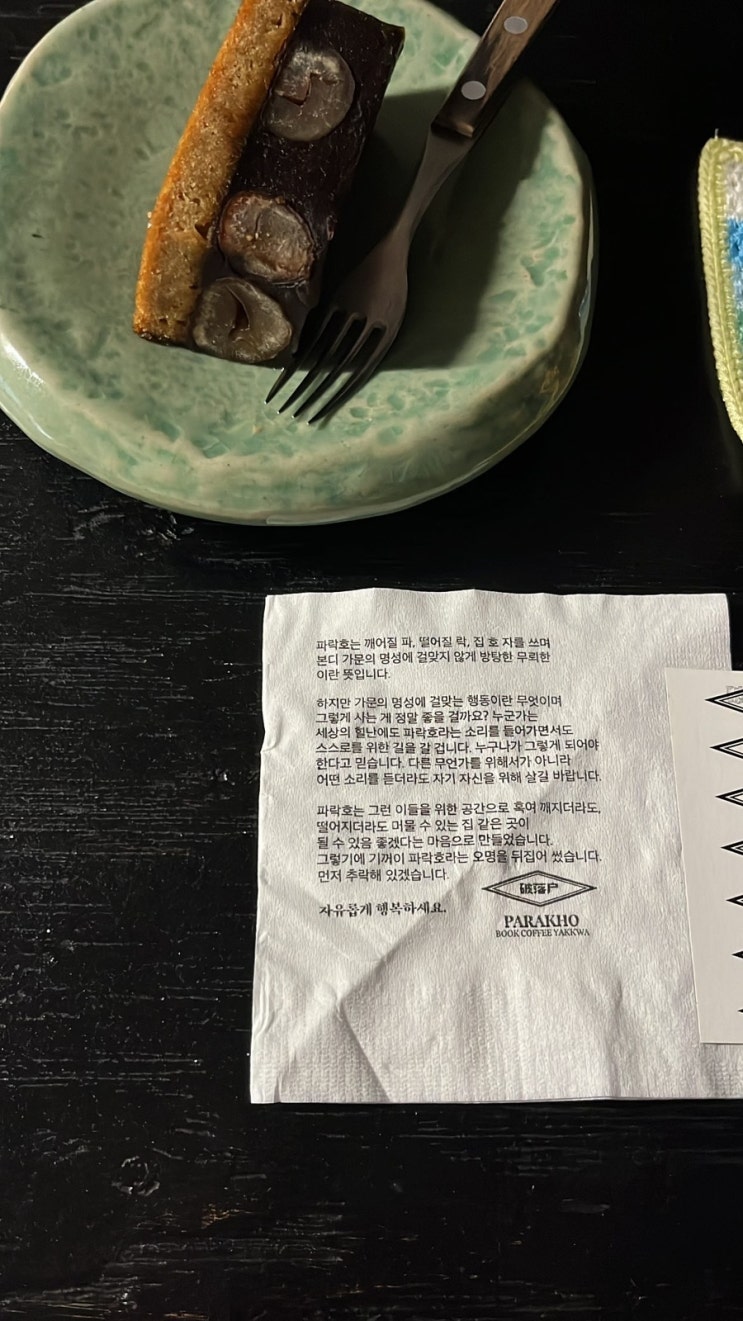 파락호는 깨어질 파, 떨어질 락, 집 호 자를 쓰며
본디 가문의 명성에 걸맞지 않게 방탕한 무뢰한
이란 뜻입니다.
하지만 가문의 명성에 걸맞는 행동이란 무엇이며
그렇게 사는 게 정말 좋을 걸까요? 누군가는
세상의 힐난에도 파락호라는 소리를 들어가면서도
스스로를 위한 길을 갈 겁니다. 누구나가 그렇게 되어야
한다고 믿습니다. 다른 무언가를 위해서가 아니라
어떤 소리를 듣더라도 자기 자신을 위해 살길 바랍니다.
파락호는 그런 이들을 위한 공간으로 혹여 깨지더라도,
떨어지더라도 머물 수 있는 집 같은 곳이
될 수 있음 좋겠다는 마음으로 만들었습니다.
그렇기에 기꺼이 파락호라는 오명을 뒤집어 썼습니다.
먼저 추락해 있겠습니다.
자유롭게 행복하세요.
破落户
PARAKHO
BOOK COFFEE YAKKWA